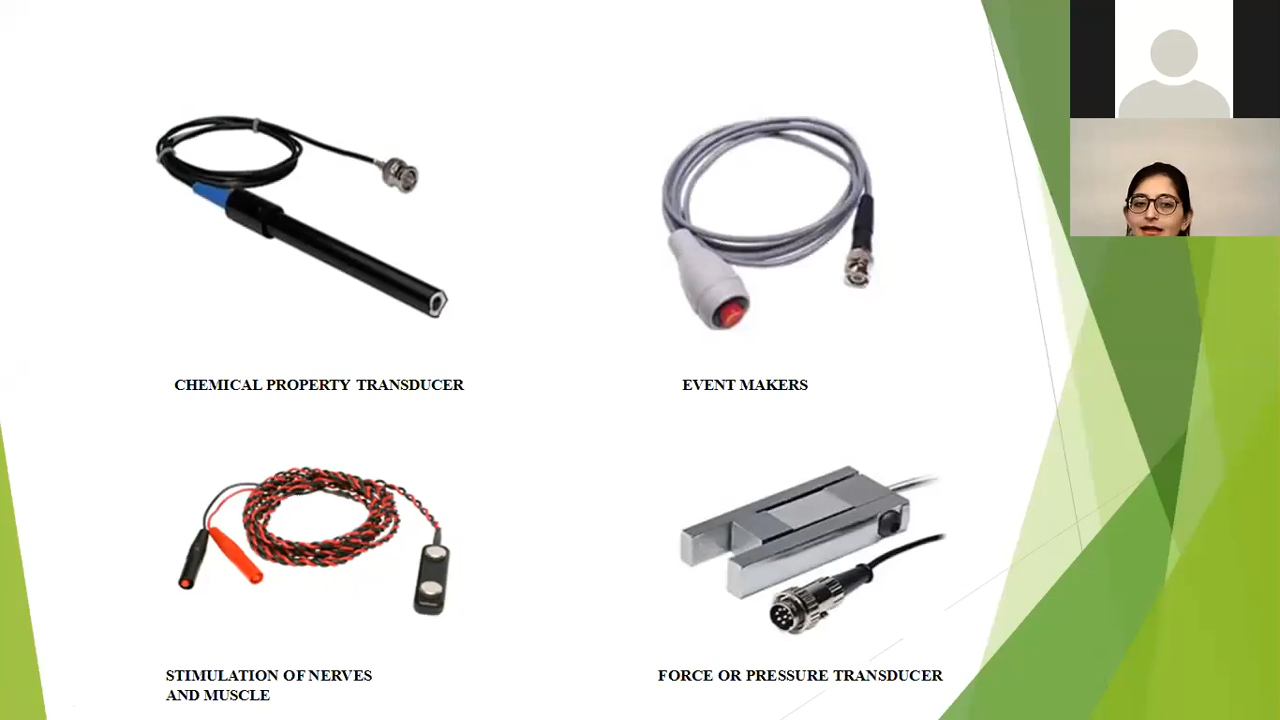 CHEMICAL PROPERTY TRANSDUCER
EVENT MAKERS
STIMULATION OF NERVES
AND MUSCLE
FORCE OR PRESSURE TRANSDUCER